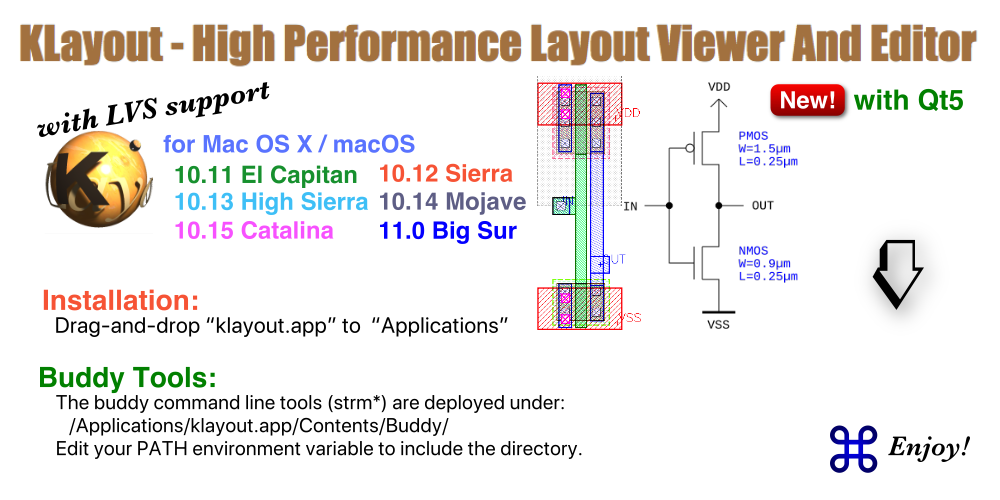 KLayout - High Performance Layout Viewer And Editor
with LVS support
New! with Qt5
for Mac OS X / macOS
10.11 El Capitan 10.12 Sierra
10.13 High Sierra 10.14 Mojave
10.15 Catalina 11.0 Big Sur
VDD
VDD
PMOS
W=1.5µm
L=0.25µm
IN
IN
OUT
NMOS
W=0.9µm
L=0.25µm
VSS
VSS
Installation:
Drag-and-drop “klayout.app” to “Applications”
Buddy Tools:
The buddy command line tools (strm*) are deployed under:
/Applications/klayout.app/Contents/Buddy/
Edit your PATH environment variable to include the directory.
Enjoy!